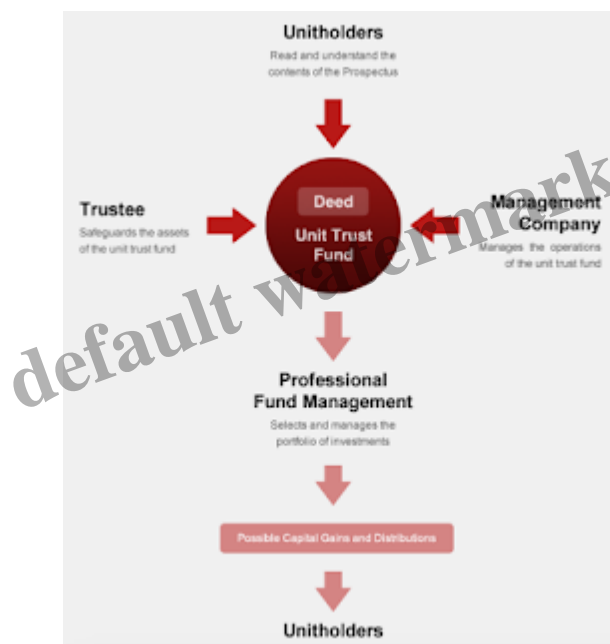 Unitholders
Read and understand the
contents of the Prospectus
Deed
Unit Trust
Fund
Trustee
Safeguards the assets
of the unit trust fund
Management
Company
Manages the operations
of the unit trust fund
default watermark
Professional
Fund Management
Selects and manages the
portfolio of investments
Possible Capital Gains and Distributions
Unitholders